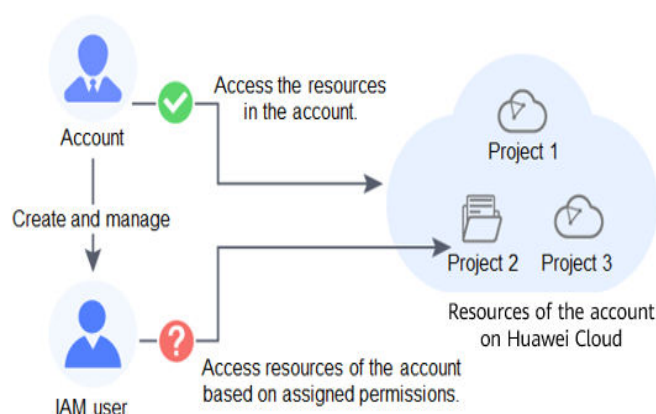 Account
Access the resources
in the account.
Create and manage
IAM user
Access resources of the account
based on assigned permissions.
Project 1
Project 2
Project 3
Resources of the account
on Huawei Cloud